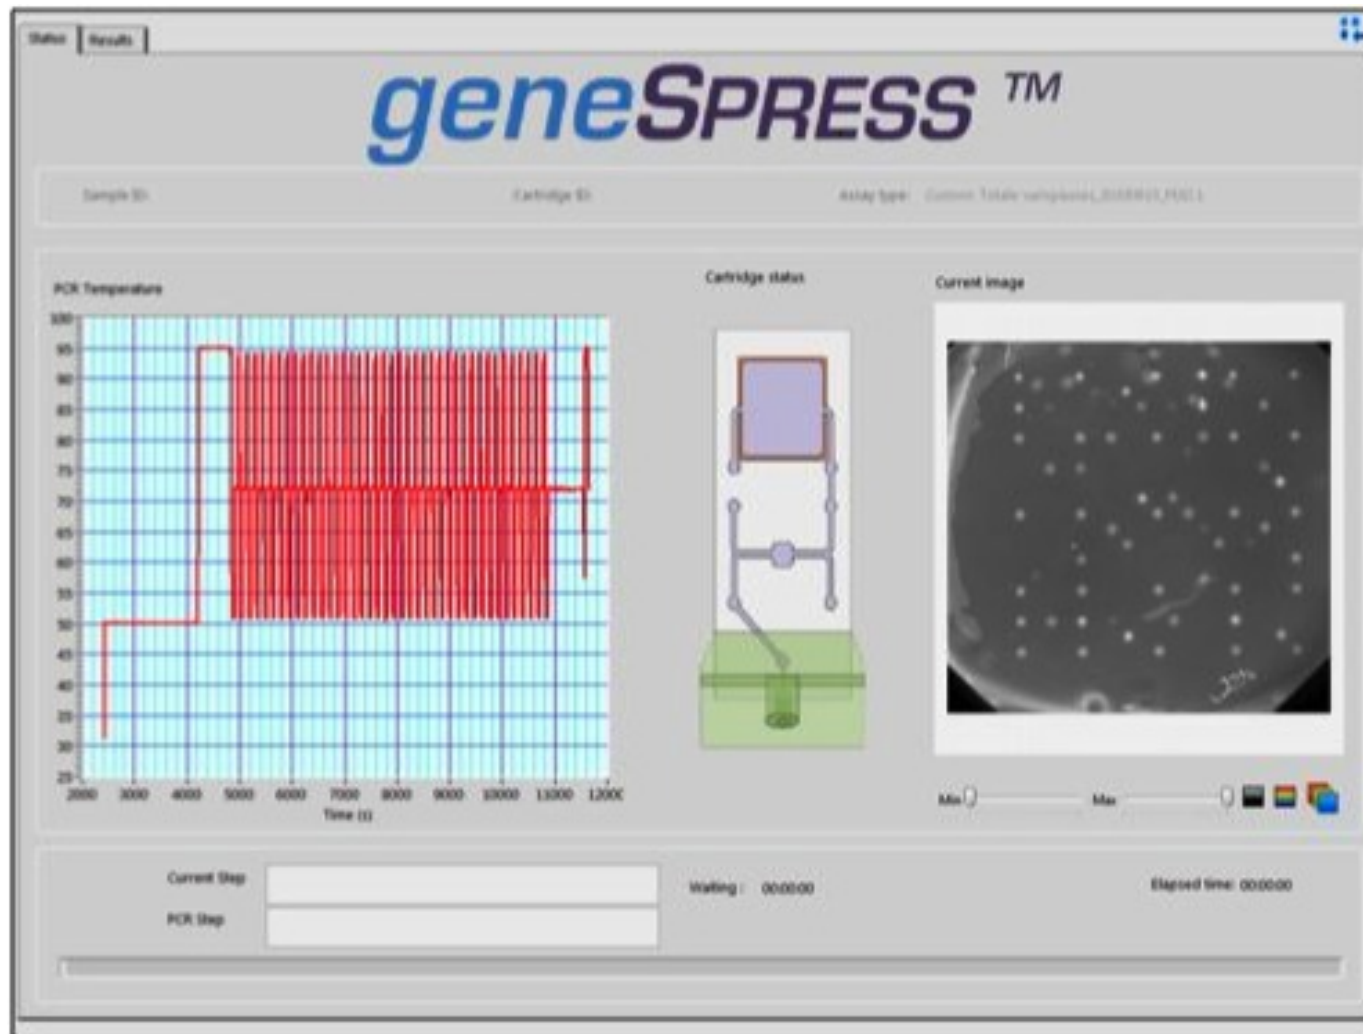 Status Results
geneSPRESS ™
Sample ID: Cartridge ID: Assay type:
PCR Temperature
Cartridge status
Current image
100
95
90
85
80
75
70
65
60
55
50
45
40
35
30
25
2000 3000 4000 5000 6000 7000 8000 9000 10000 11000 12000
Time (s)
Min Max
Current Step
Waiting : 00:00:00
Elapsed time: 00:00:00
PCR Step